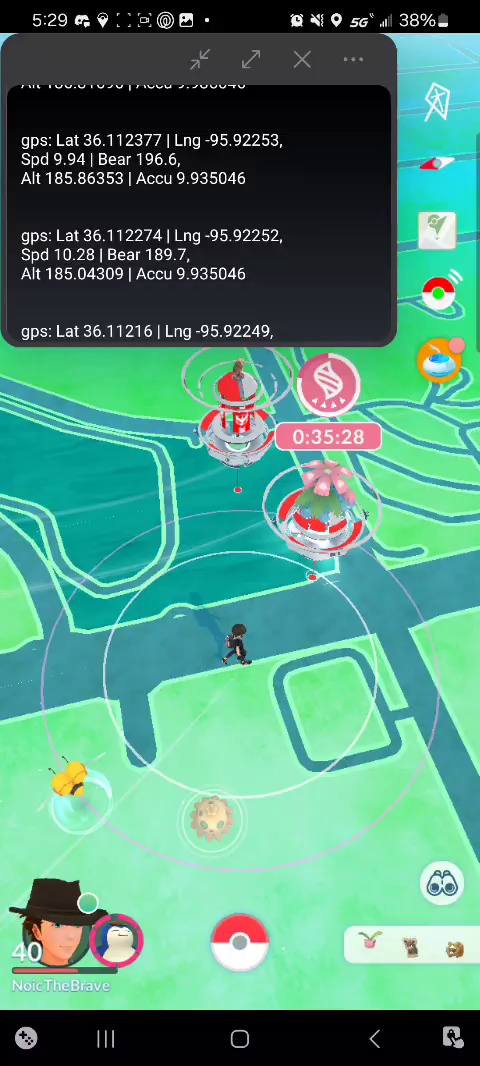 5:29
5G
38%
gps: Lat 36.112377 | Lng -95.92253,
Spd 9.94 | Bear 196.6,
Alt 185.86353 | Accu 9.935046
gps: Lat 36.112274 | Lng -95.92252,
Spd 10.28 | Bear 189.7,
Alt 185.04309 | Accu 9.935046
gps: Lat 36.11216 | Lng -95.92249,
0:35:28
40
NoicTheBrave